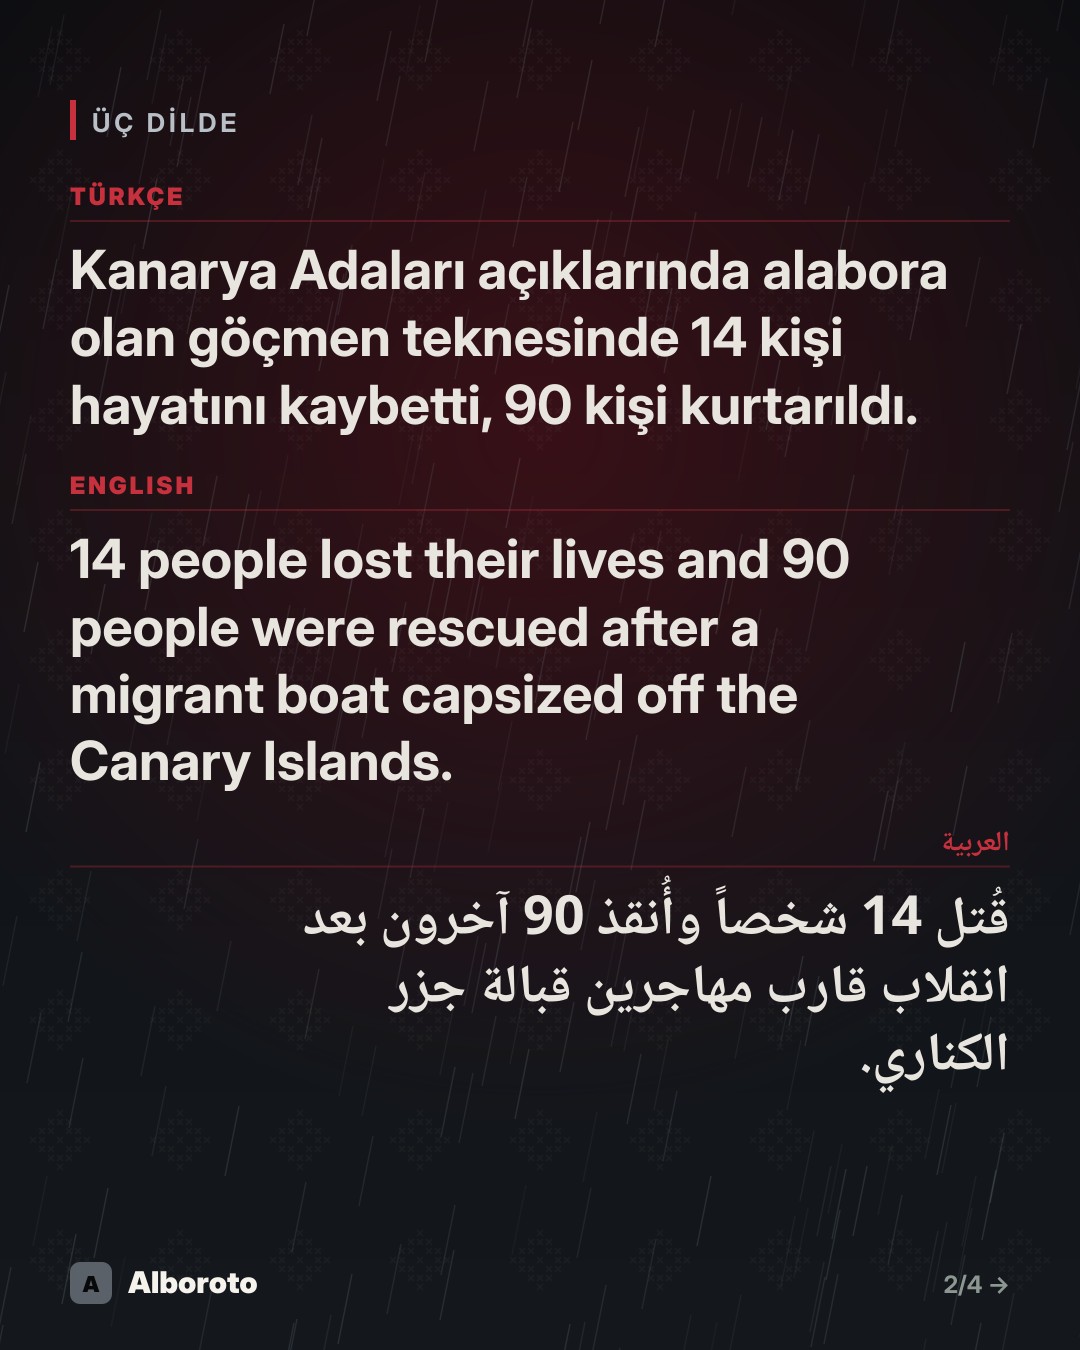 ÜÇ DİLDE
TÜRKÇE
Kanarya Adaları açıklarında alabora
olan göçmen teknesinde 14 kişi
hayatını kaybetti, 90 kişi kurtarıldı.
ENGLISH
14 people lost their lives and 90
people were rescued after a
migrant boat capsized off the
Canary Islands.
العربية
قُتل 14 شخصاً وأُنقذ 90 آخرون بعد
انقلاب قارب مهاجرين قبالة جزر
الكناري.
A Alboroto
2/4 →